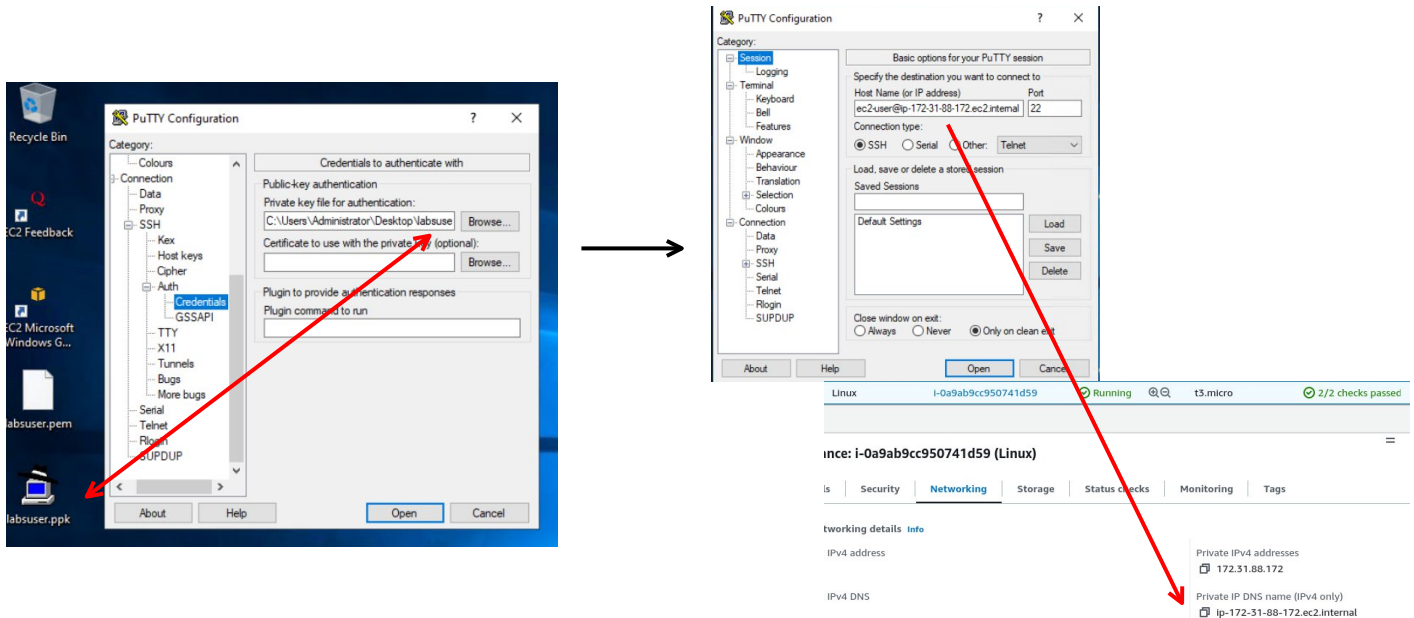 Recycle Bin
EC2 Feedback
EC2 Microsoft
Windows G...
labsuser.pem
labsuser.ppk
PuTTY Configuration
?
Category:
Colours
Connection
Data
Proxy
SSH
Kex
Host keys
Cipher
Auth
Credentials
GSSAPI
TTY
X11
Tunnels
Bugs
More bugs
Serial
Telnet
Rlogin
SUPDUP
Credentials to authenticate with
Public-key authentication
Private key file for authentication:
C:\Users\Administrator\Desktop\labsuse
Browse...
Certificate to use with the private key (optional):
Browse...
Plugin to provide authentication responses
Plugin command to run
About
Help
Open
Cancel
PuTTY Configuration
?
Category:
Session
Logging
Terminal
Keyboard
Bell
Features
Window
Appearance
Behaviour
Translation
Selection
Colours
Connection
Data
Proxy
SSH
Serial
Telnet
Rlogin
SUPDUP
Basic options for your PuTTY session
Specify the destination you want to connect to
Host Name (or IP address) Port
ec2-user@ip-172-31-88-172.ec2.internal 22
Connection type:
SSH Serial Other: Telnet
Load, save or delete a stored session
Saved Sessions
Default Settings
Load
Save
Delete
Close window on exit:
Always Never Only on clean exit
About
Help
Open
Cancel
Linux i-0a9ab9cc950741d59 Running t3.micro 2/2 checks passed
ance: i-0a9ab9cc950741d59 (Linux)
ls Security Networking Storage Status checks Monitoring Tags
tworking details Info
IPv4 address
Private IPv4 addresses
172.31.88.172
IPv4 DNS
Private IP DNS name (IPv4 only)
ip-172-31-88-172.ec2.internal